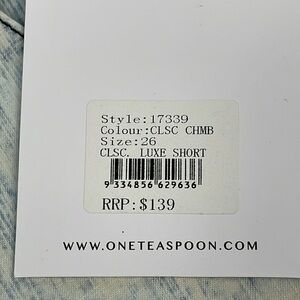 Style:17339
Colour:CLSC CHMB
Size:26
CLSC. LUXE SHORT
9 334856 629636
RRP:$139
WWW.ONETEASPOON.COM